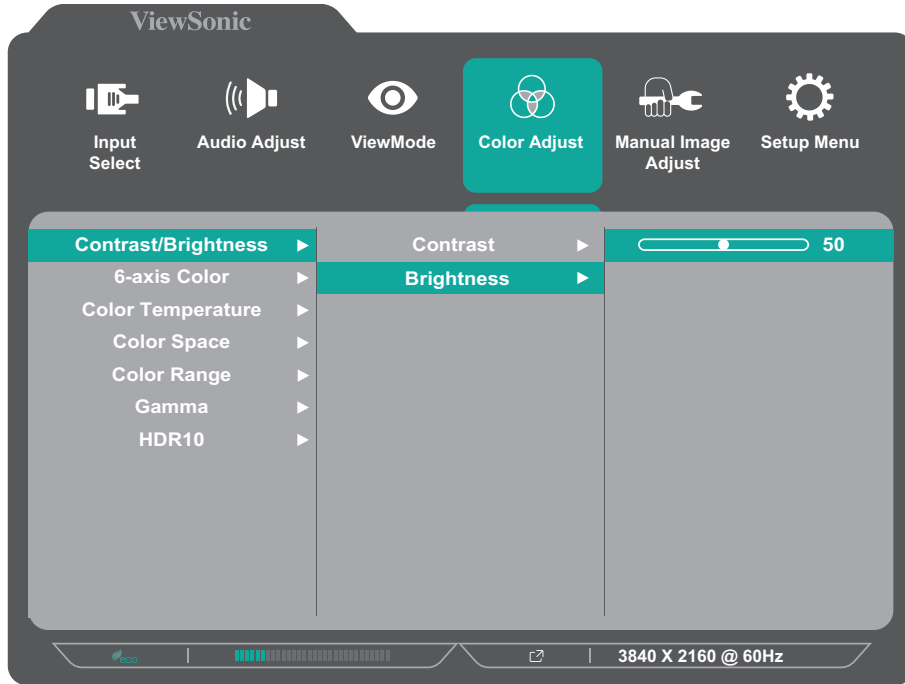 ViewSonic
Input Select
Audio Adjust
ViewMode
Color Adjust
Manual Image Adjust
Setup Menu
Contrast/Brightness
Contrast
50
6-axis Color
Brightness
Color Temperature
Color Space
Color Range
Gamma
HDR10
eco
3840 X 2160 @ 60Hz